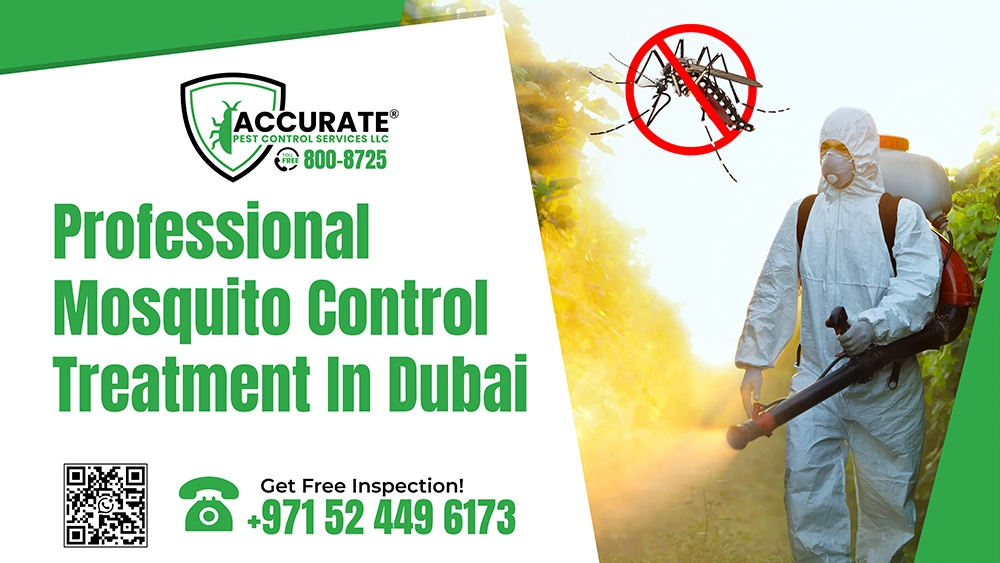 ACCURATE®
PEST CONTROL SERVICES LLC
TOLL FREE 800-8725
Professional
Mosquito Control
Treatment In Dubai
Get Free Inspection!
+971 52 449 6173